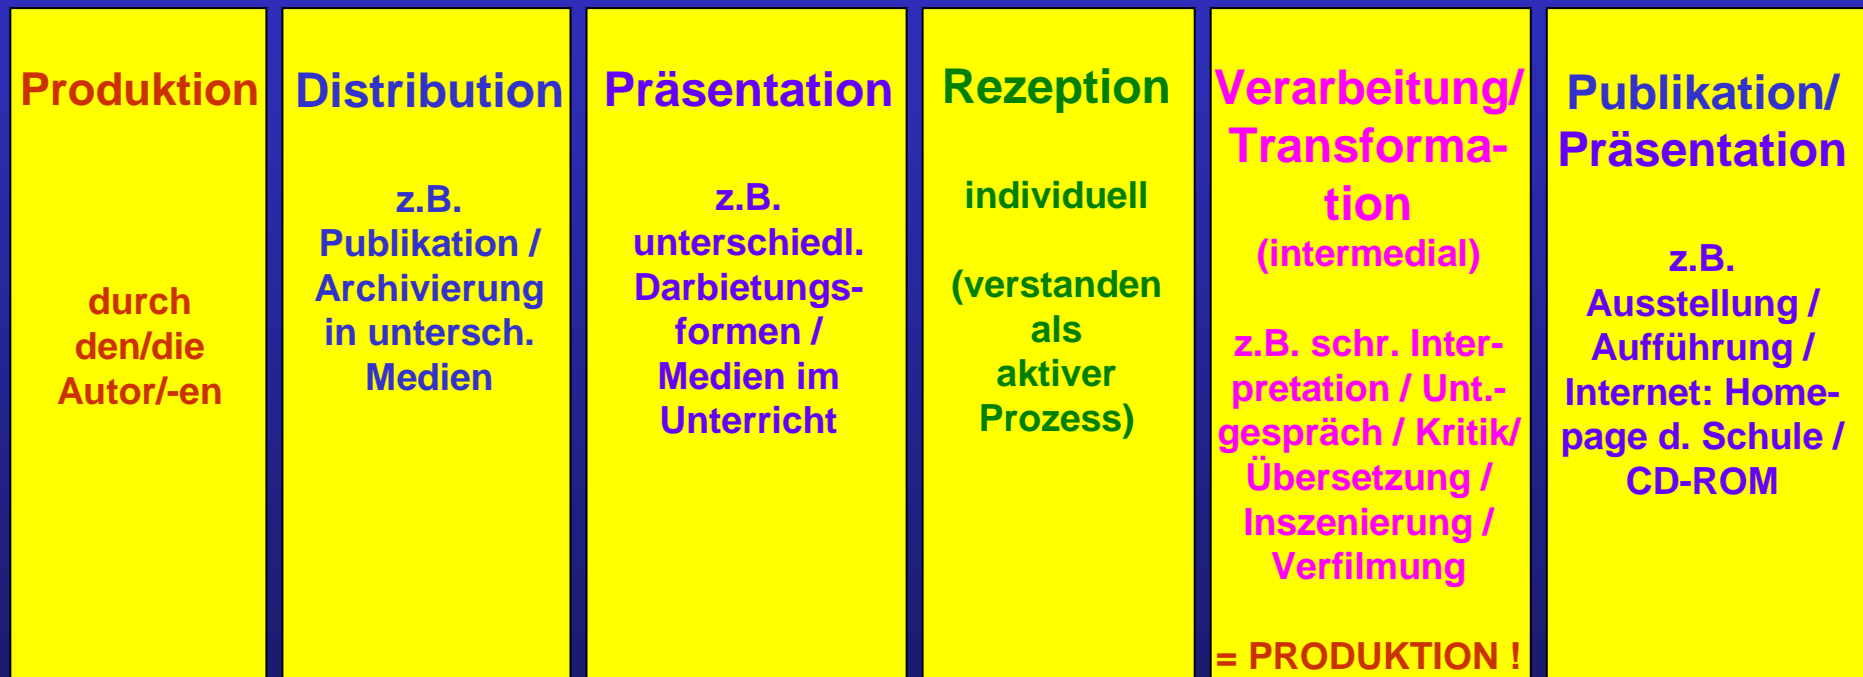 Produktion
durch
den/die
Autor/-en
Distribution
z.B.
Publikation /
Archivierung
in untersch.
Medien
Präsentation
z.B.
unterschiedl.
Darbietungs-
formen /
Medien im
Unterricht
Rezeption
individuell
(verstanden
als
aktiver
Prozess)
Verarbeitung/
Transforma-
tion
(intermedial)
z.B. schr. Inter-
pretation / Unt.-
gespräch / Kritik/
Übersetzung /
Inszenierung /
Verfilmung
= PRODUKTION !
Publikation/
Präsentation
z.B.
Ausstellung /
Aufführung /
Internet: Home-
page d. Schule /
CD-ROM